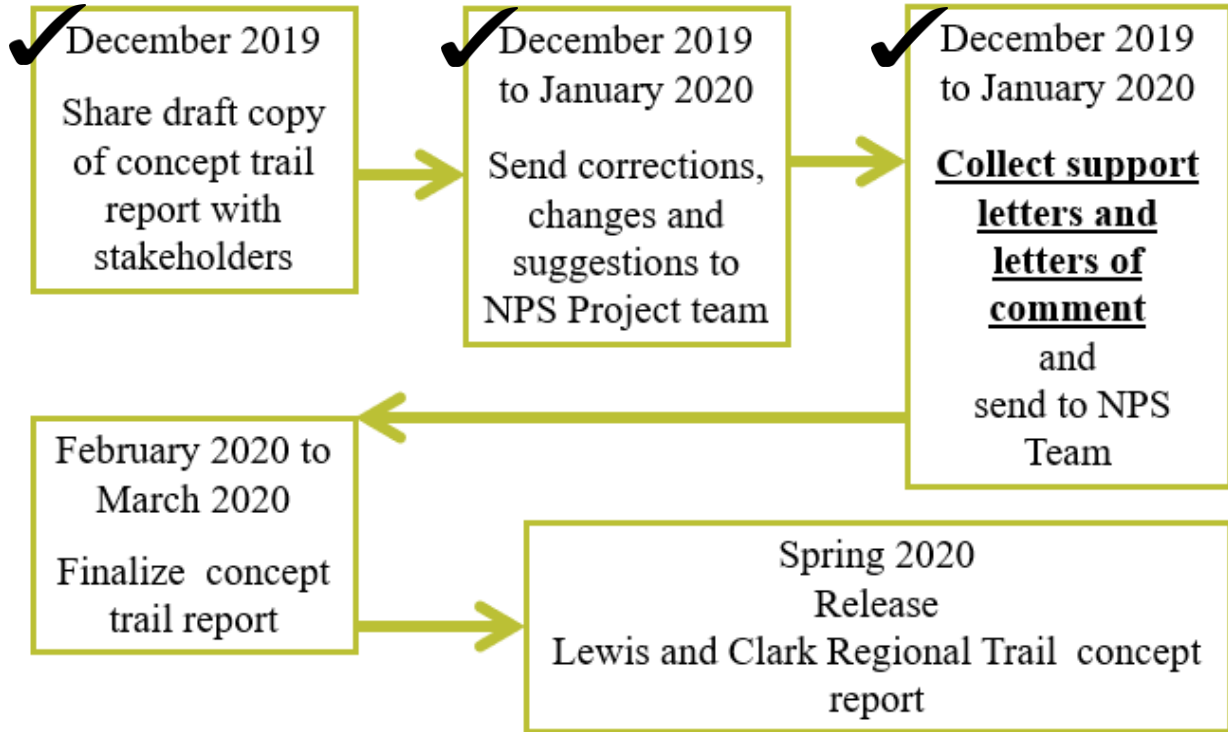 December 2019
Share draft copy
of concept trail
report with
stakeholders
December 2019
to January 2020
Send corrections,
changes and
suggestions to
NPS Project team
December 2019
to January 2020
Collect support
letters and
letters of
comment
and
send to NPS
Team
February 2020 to
March 2020
Finalize concept
trail report
Spring 2020
Release
Lewis and Clark Regional Trail concept
report